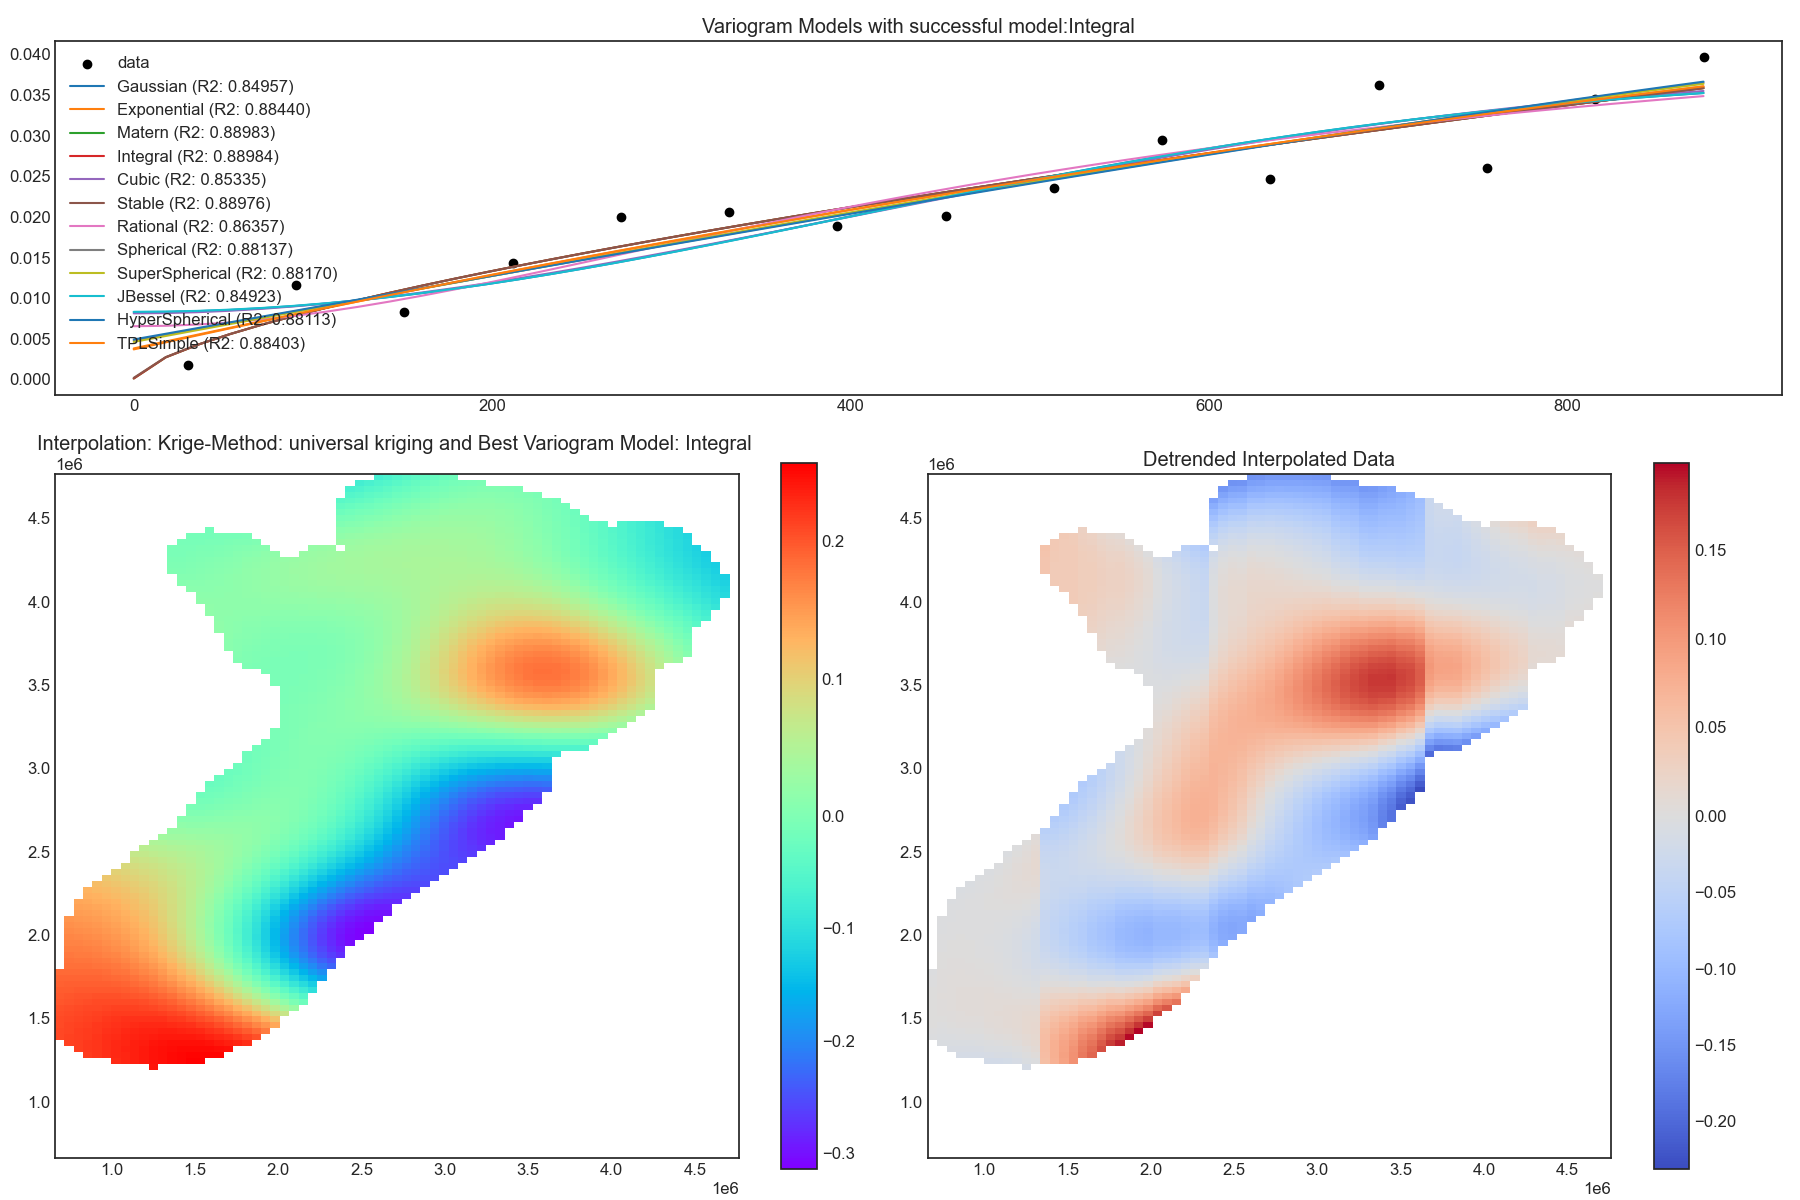 Variogram Models with successful model:Integral
0.040
0.035
0.030
0.025
0.020
0.015
0.010
0.005
0.000
data
Gaussian (R2: 0.84957)
Exponential (R2: 0.88440)
Matern (R2: 0.88983)
Integral (R2: 0.88984)
Cubic (R2: 0.85335)
Stable (R2: 0.88976)
Rational (R2: 0.86357)
Spherical (R2: 0.88137)
SuperSpherical (R2: 0.88170)
JBessel (R2: 0.84923)
HyperSpherical (R2: 0.88113)
TPLSimple (R2: 0.88403)
0 200 400 600 800
Interpolation: Krige-Method: universal kriging and Best Variogram Model: Integral
1e6
4.5
4.0
3.5
3.0
2.5
2.0
1.5
1.0
1.0 1.5 2.0 2.5 3.0 3.5 4.0 4.5
1e6
0.2
0.1
0.0
−0.1
−0.2
−0.3
Detrended Interpolated Data
1e6
4.5
4.0
3.5
3.0
2.5
2.0
1.5
1.0
1.0 1.5 2.0 2.5 3.0 3.5 4.0 4.5
1e6
0.15
0.10
0.05
0.00
−0.05
−0.10
−0.15
−0.20